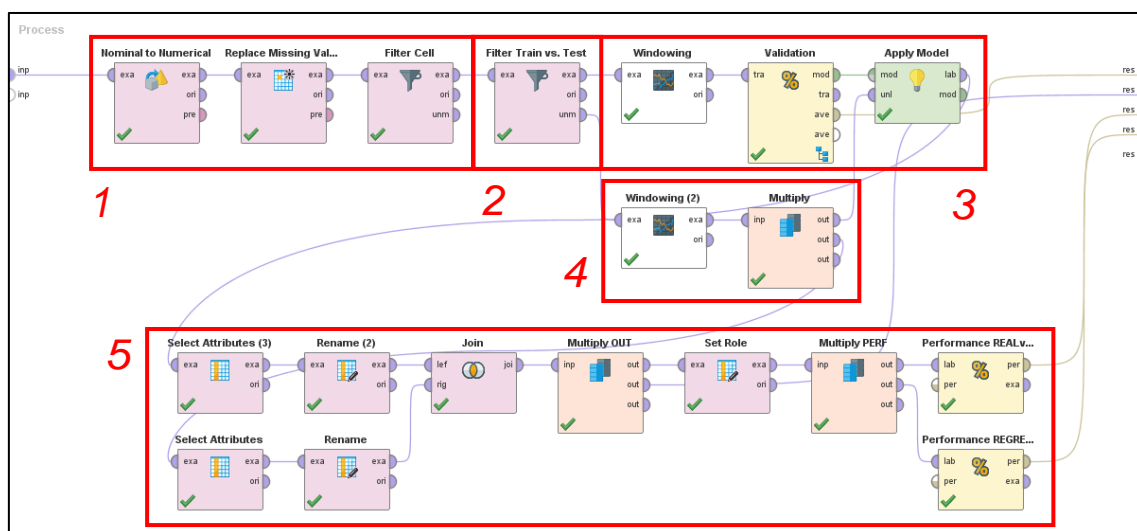 Process
Nominal to Numerical Replace Missing Val... Filter Cell Filter Train vs. Test Windowing Validation Apply Model
inp exa exa exa exa exa exa exa exa exa exa tra mod mod lab res
inp ori ori ori ori ori tra unl mod res
pre pre unm unm ave res
ave res
res
1 2 3
Windowing (2) Multiply
exa exa inp out
ori out
out
4
5
Select Attributes (3) Rename (2) Join Multiply OUT Set Role Multiply PERF Performance REALv...
exa exa exa exa lef joi inp out exa exa inp out lab per
ori ori rig out ori out per exa
out out
Select Attributes Rename Performance REGRE...
exa exa exa exa lab per
ori ori per exa